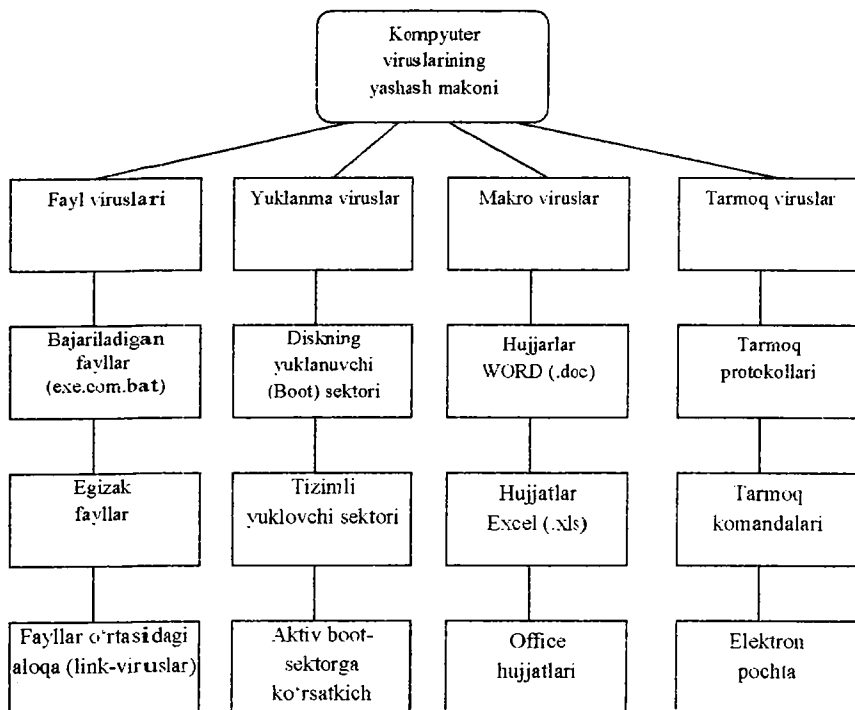 Kompyuter
viruslarining
yashash makoni
Fayl viruslari
Yuklanma viruslar
Makro viruslar
Tarmoq viruslar
Bajariladigan
fayllar
(exe.com.bat)
Diskning
yuklanuvchi
(Boot) sektori
Hujjarlar
WORD (.doc)
Tarmoq
protokollari
Egizak
fayllar
Tizimli
yuklovchi sektori
Hujjatlar
Excel (.xls)
Tarmoq
komandalari
Fayllar o‘rtasidagi
aloqa (link-viruslar)
Aktiv boot-
sektorga
ko‘rsatkich
Office
hujjatlari
Elektron
pochta